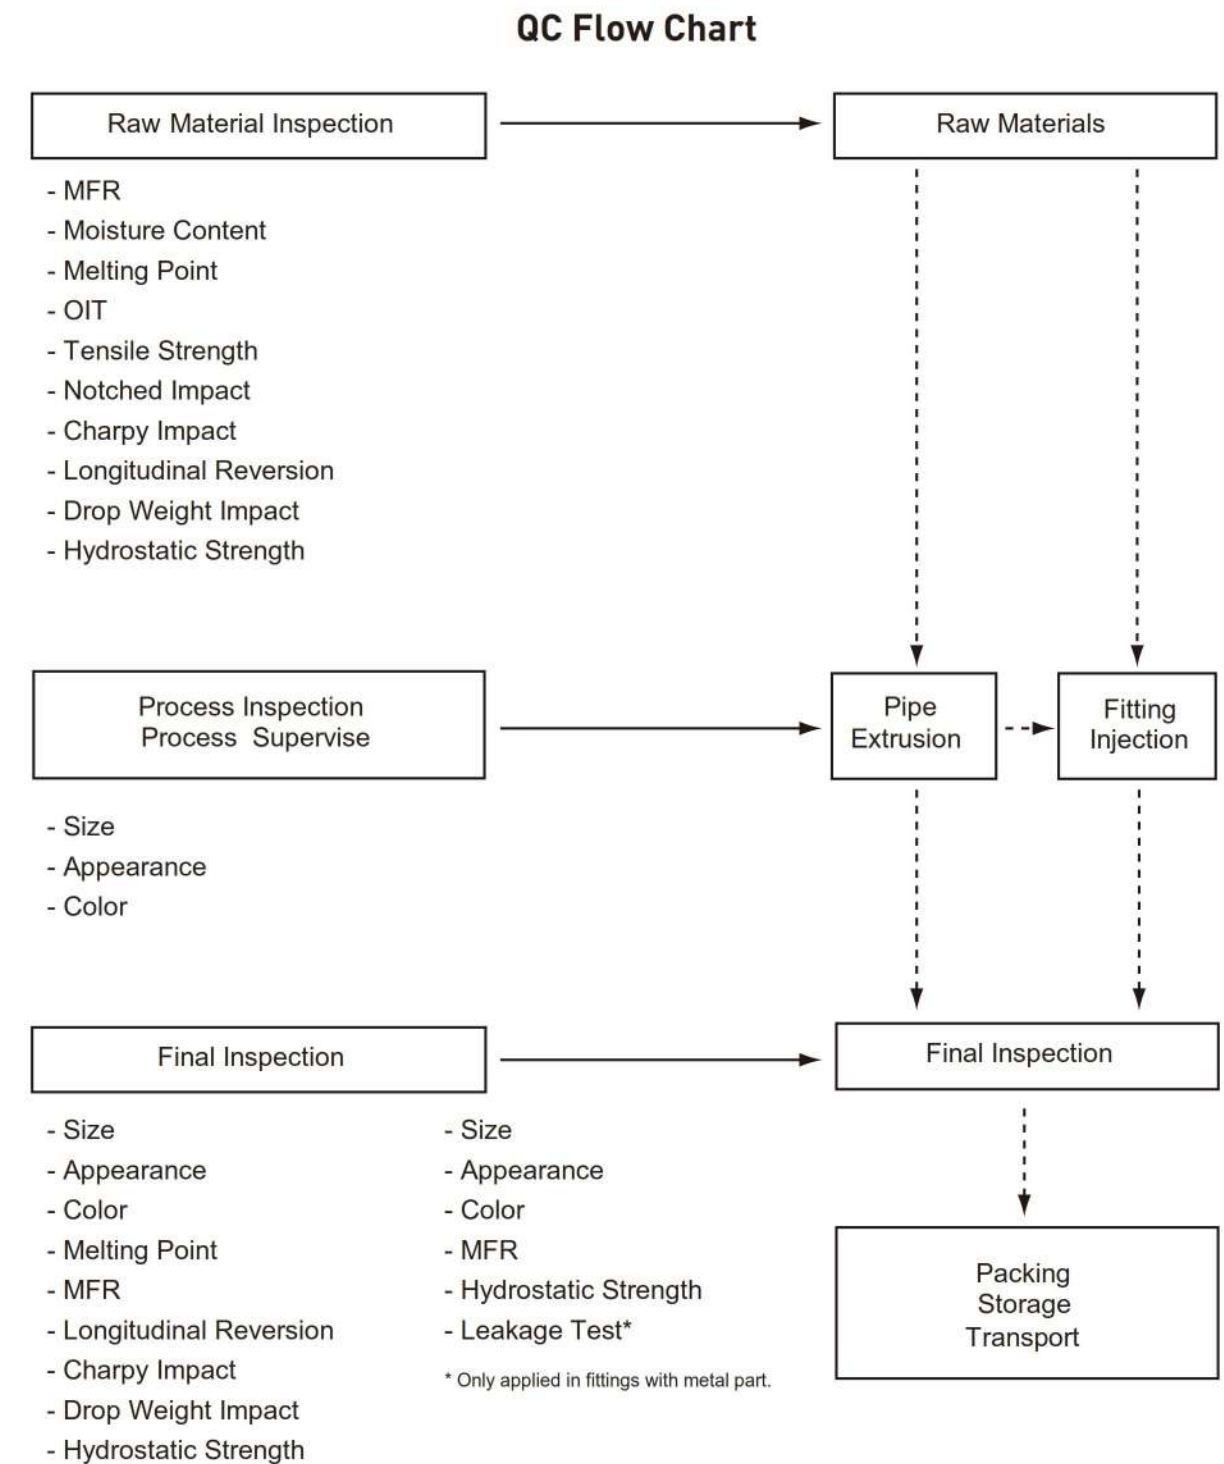 QC Flow Chart
Raw Material Inspection
Raw Materials
- MFR
- Moisture Content
- Melting Point
- OIT
- Tensile Strength
- Notched Impact
- Charpy Impact
- Longitudinal Reversion
- Drop Weight Impact
- Hydrostatic Strength
Process Inspection
Process Supervise
Pipe
Extrusion
Fitting
Injection
- Size
- Appearance
- Color
Final Inspection
Final Inspection
- Size
- Appearance
- Color
- Melting Point
- MFR
- Longitudinal Reversion
- Charpy Impact
- Drop Weight Impact
- Hydrostatic Strength
- Size
- Appearance
- Color
- MFR
- Hydrostatic Strength
- Leakage Test*
* Only applied in fittings with metal part.
Packing
Storage
Transport